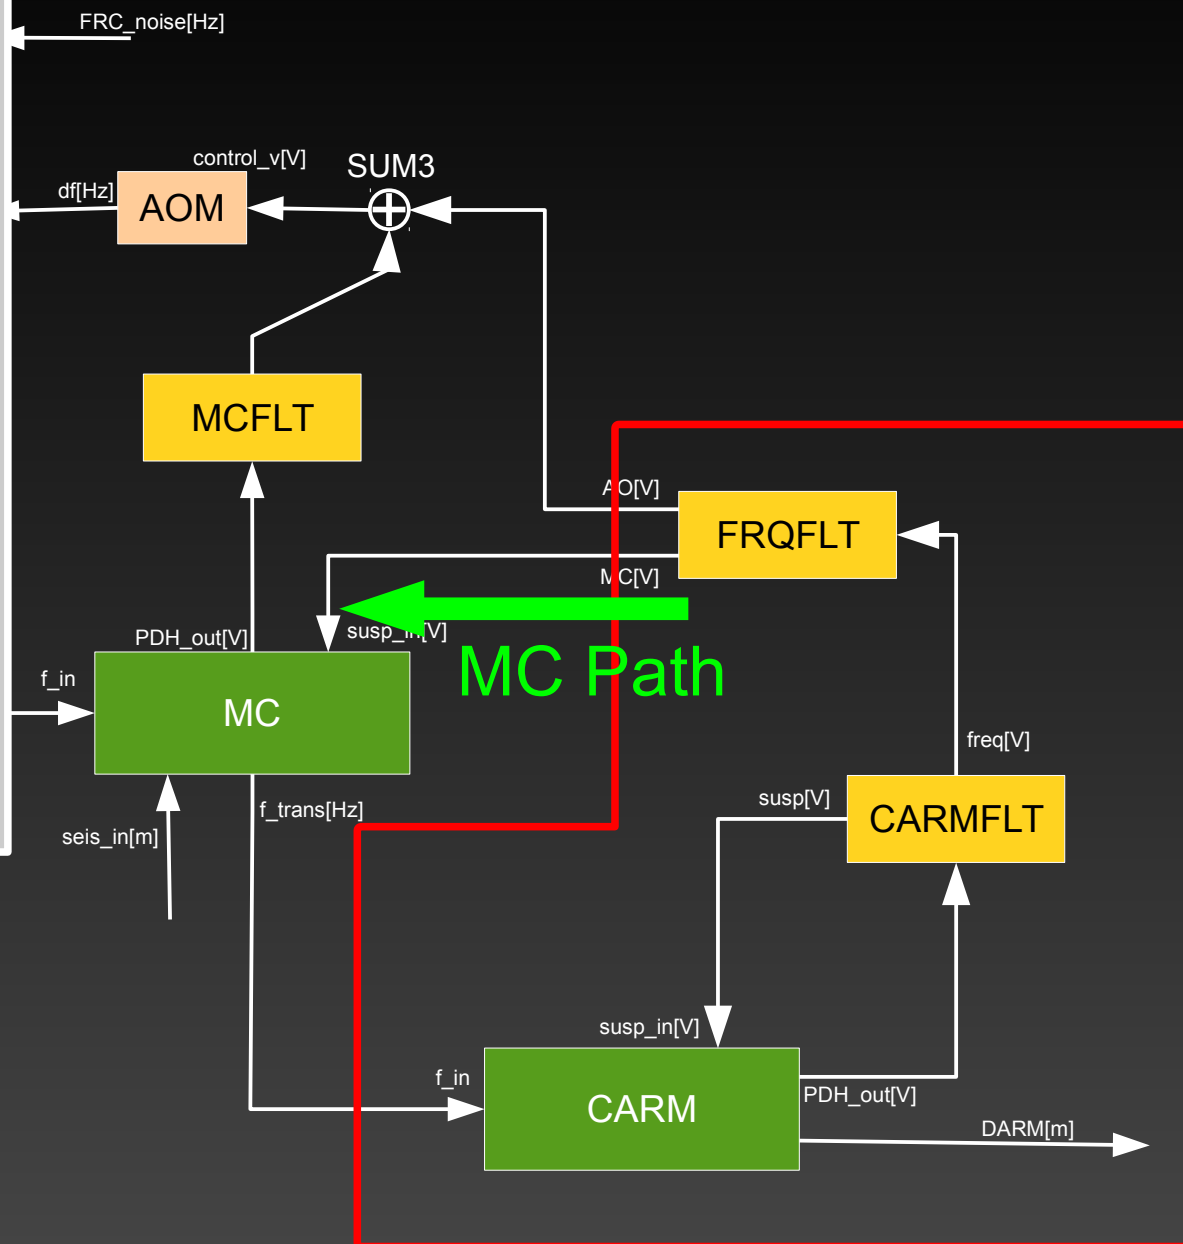 FRC_noise[Hz]
control_v[V]
SUM3
df[Hz]
AOM
MCFLT
AO[V]
FRQFLT
MC[V]
PDH_out[V]
susp_in[V]
MC Path
f_in
MC
freq[V]
susp[V]
f_trans[Hz]
CARMFLT
seis_in[m]
susp_in[V]
f_in
PDH_out[V]
CARM
DARM[m]